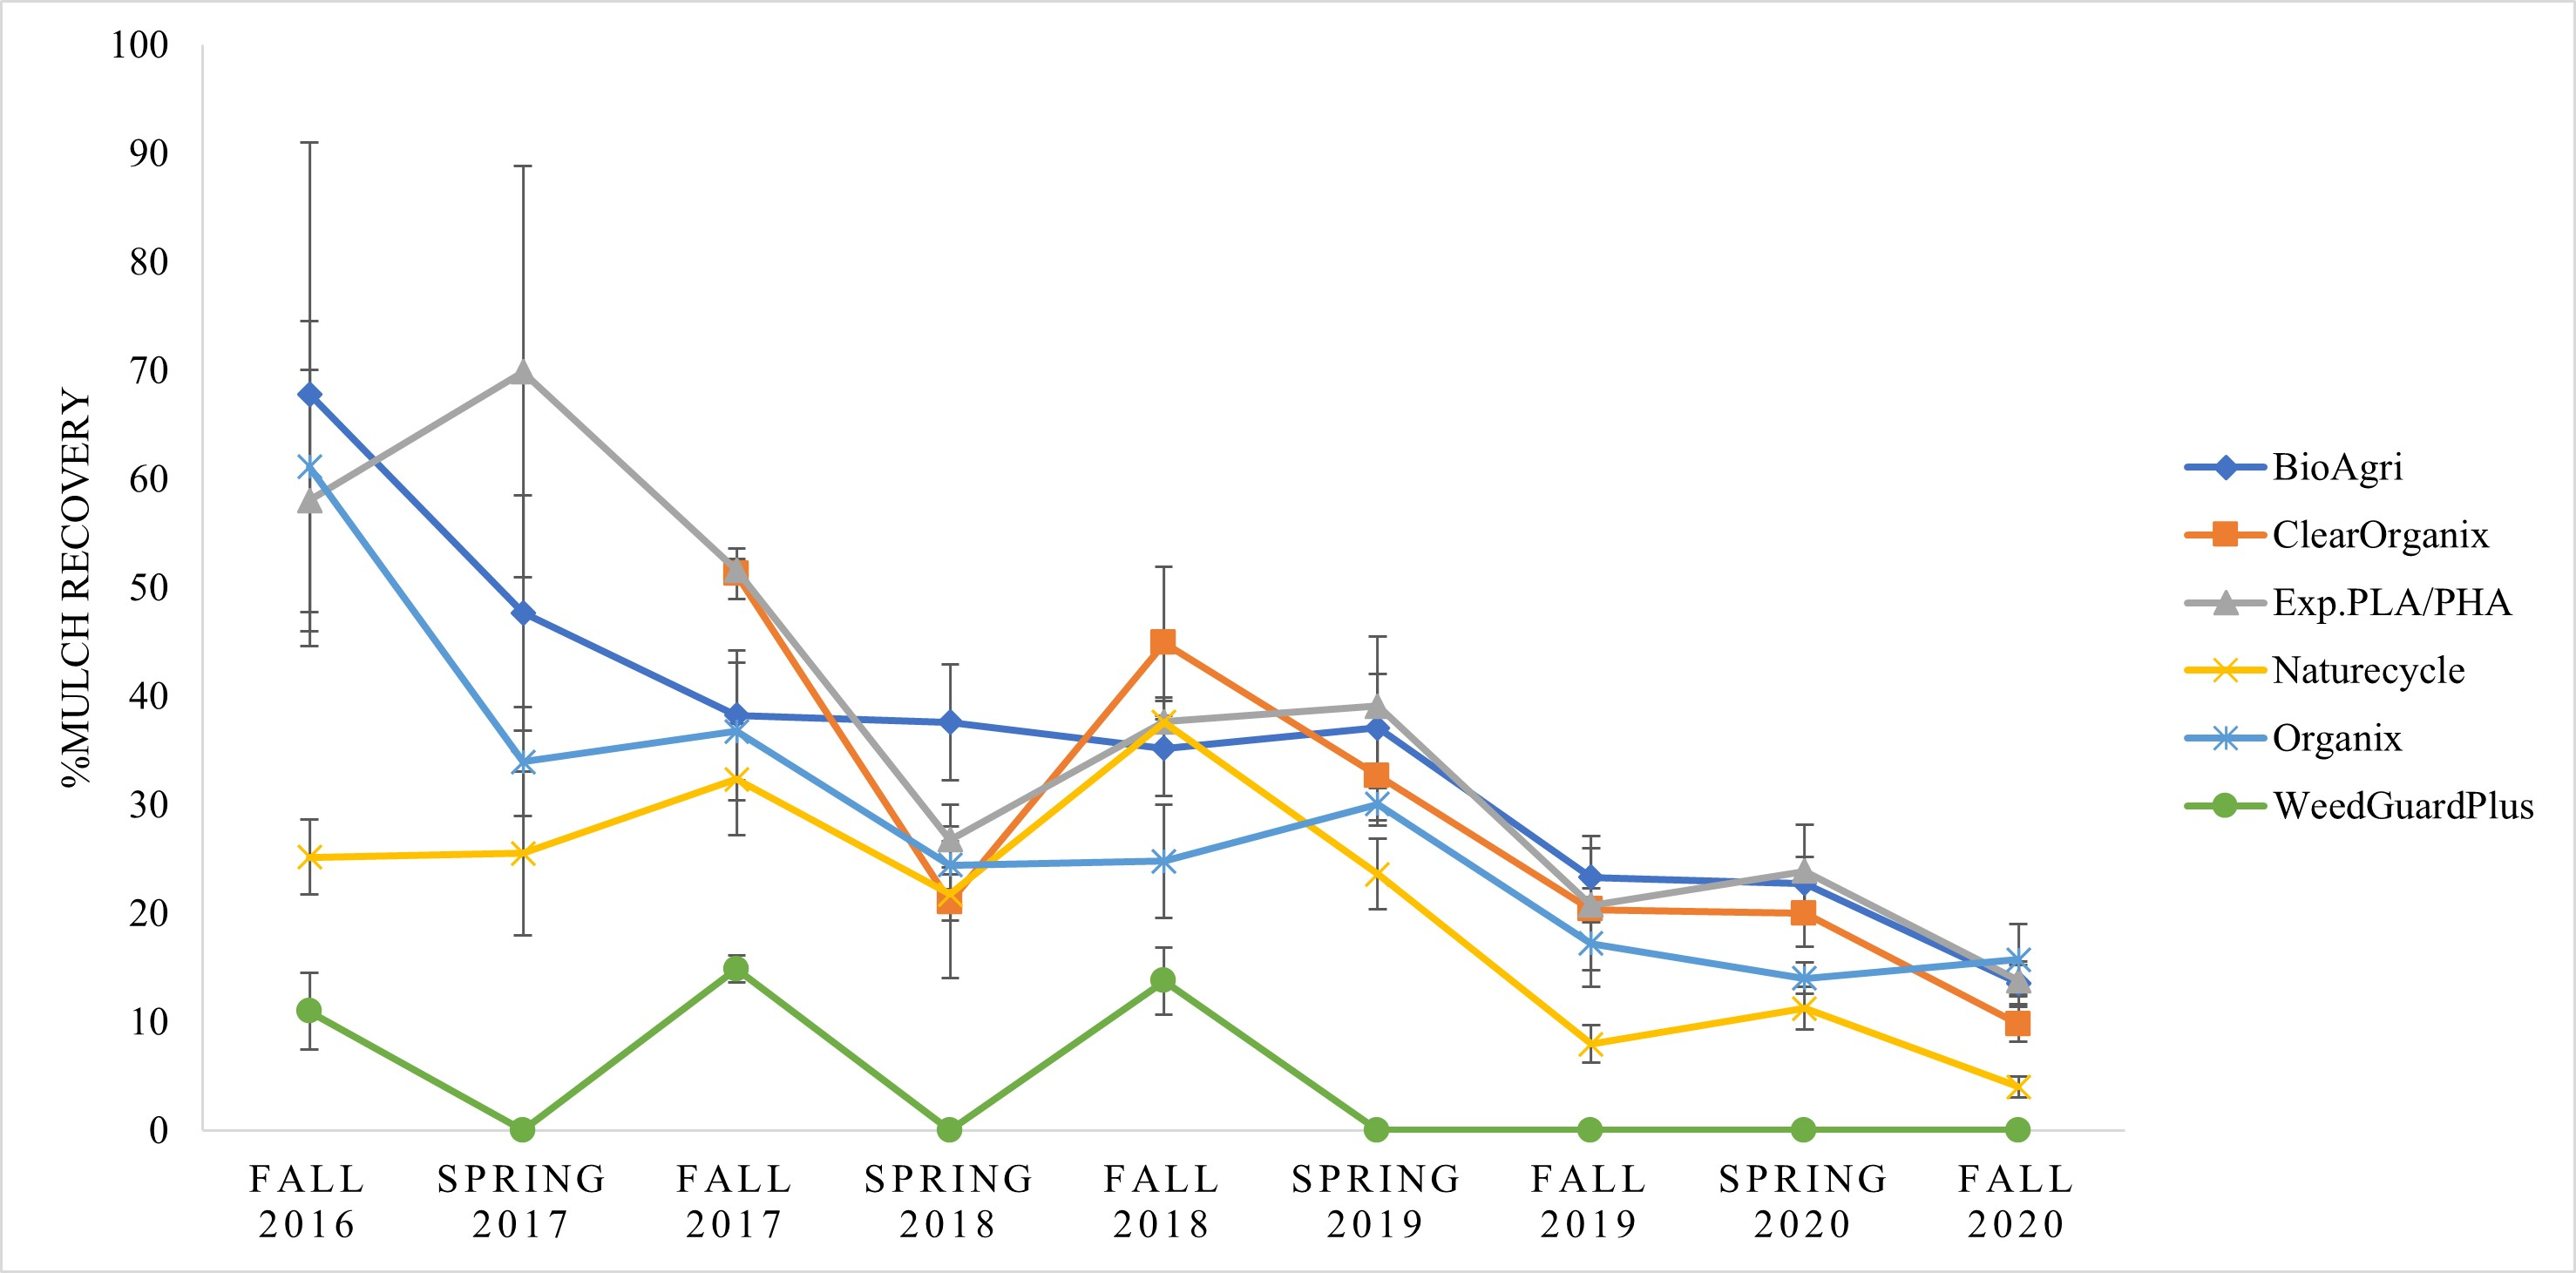 %MULCH RECOVERY
100
90
80
70
60
50
40
30
20
10
0
FALL 2016
SPRING 2017
FALL 2017
SPRING 2018
FALL 2018
SPRING 2019
FALL 2019
SPRING 2020
FALL 2020
BioAgri
ClearOrganix
Exp.PLA/PHA
Naturecycle
Organix
WeedGuardPlus